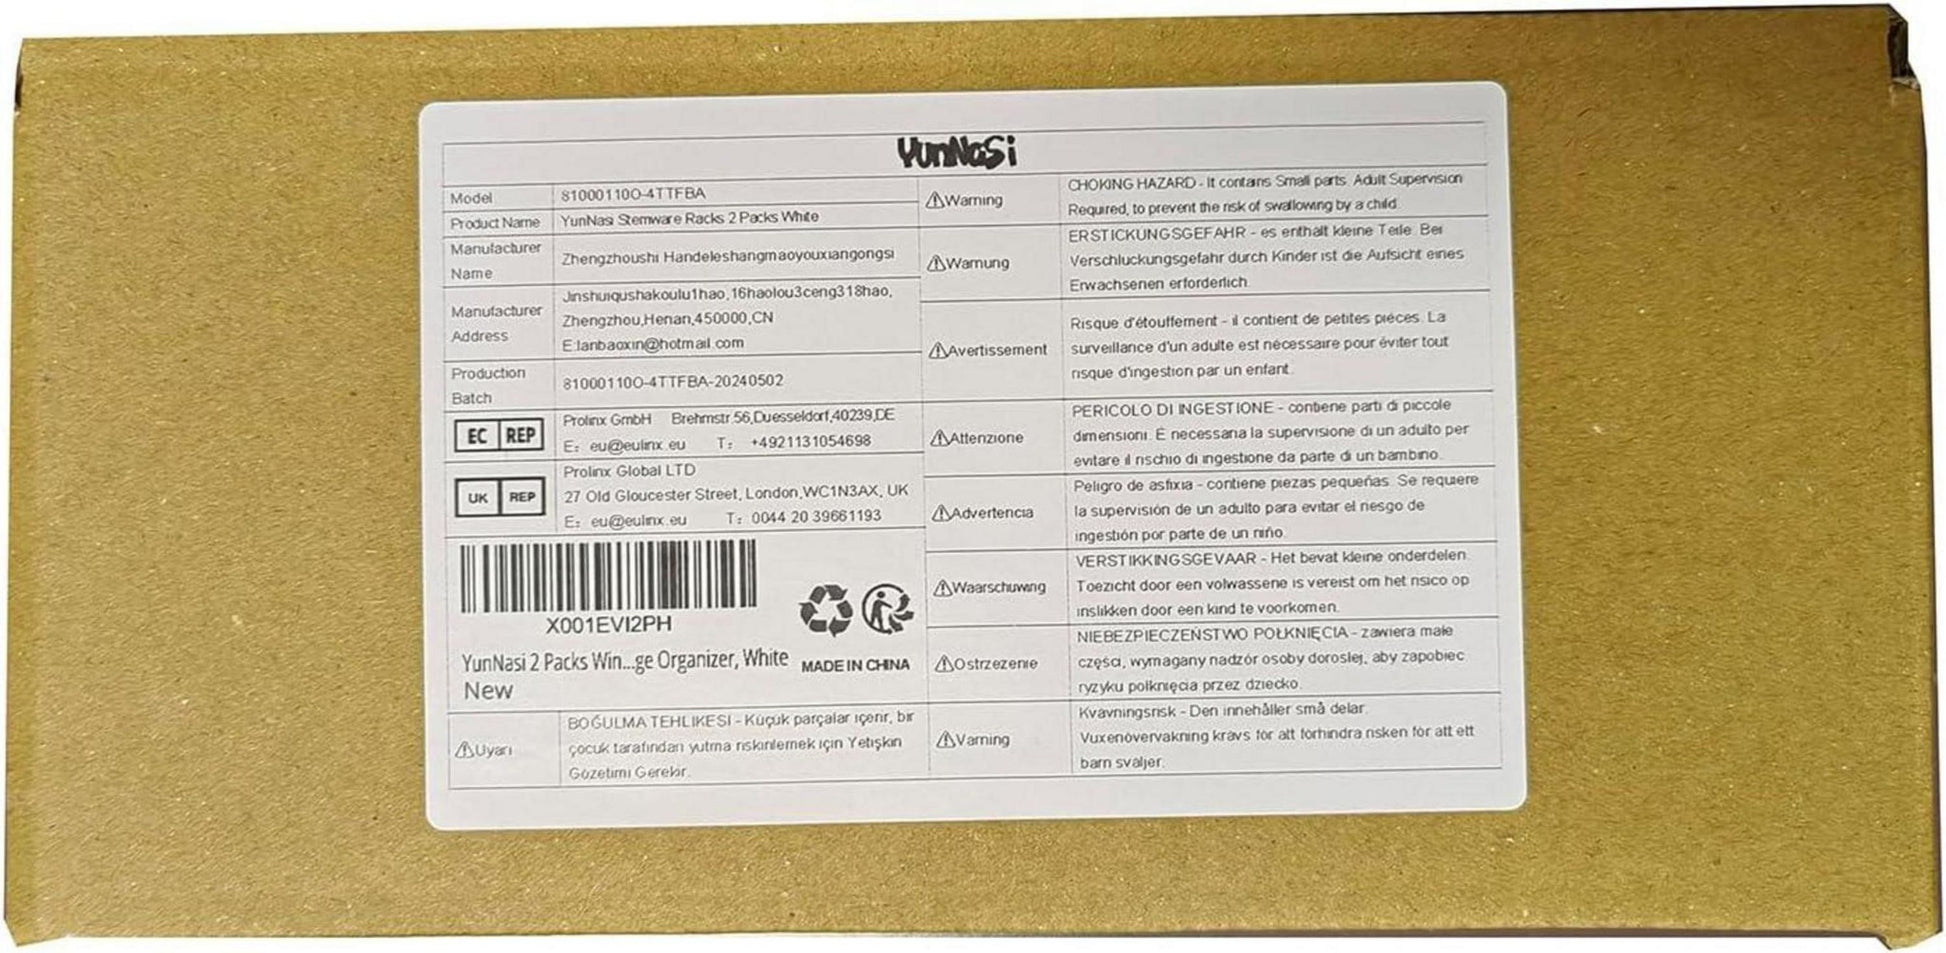 YunNaSi
Model
81000110O-4TTFBA
Product Name
YunNasi Stemware Racks 2 Packs White
Manufacturer
Name
Zhengzhoushi Handeleshangmaoyouxiangongsi
Manufacturer
Address
Jinshuiqushakoulu1hao,16haolou3ceng318hao,
Zhengzhou,Henan,450000,CN
E:lanbaoxin@hotmail.com
Production
Batch
81000110O-4TTFBA-20240502
EC REP
Prolinx GmbH Brehmstr.56,Duesseldorf,40239,DE
E: eu@eulinx.eu T: +4921131054698
UK REP
Prolinx Global LTD
27 Old Gloucester Street, London,WC1N3AX, UK
E: eu@eulinx.eu T: 0044 20 39661193
X001EVI2PH
YunNasi 2 Packs Win...ge Organizer, White
New
MADE IN CHINA
⚠Uyarı
BOĞULMA TEHLIKESI - Küçük parçalar içerir, bir
çocuk tarafından yutma riskinlemek için Yetişkin
Gözetimi Gerekir.
⚠Warning
CHOKING HAZARD - It contains Small parts. Adult Supervision
Required, to prevent the risk of swallowing by a child.
⚠Warnung
ERSTICKUNGSGEFAHR - es enthält kleine Teile. Bei
Verschluckungsgefahr durch Kinder ist die Aufsicht eines
Erwachsenen erforderlich.
⚠Avertissement
Risque d'étouffement - il contient de petites pièces. La
surveillance d'un adulte est nécessaire pour éviter tout
risque d'ingestion par un enfant.
⚠Attenzione
PERICOLO DI INGESTIONE - contiene parti di piccole
dimensioni. È necessaria la supervisione di un adulto per
evitare il rischio di ingestione da parte di un bambino.
⚠Advertencia
Peligro de asfixia - contiene piezas pequeñas. Se requiere
la supervisión de un adulto para evitar el riesgo de
ingestión por parte de un niño.
⚠Waarschuwing
VERSTIKKINGSGEVAAR - Het bevat kleine onderdelen.
Toezicht door een volwassene is vereist om het risico op
inslikken door een kind te voorkomen.
⚠Ostrzeżenie
NIEBEZPIECZEŃSTWO POŁKNIĘCIA - zawiera małe
części, wymagany nadzór osoby dorosłej, aby zapobiec
ryzyku połknięcia przez dziecko.
⚠Varning
Kvävningsrisk - Den innehåller små delar.
Vuxenövervakning krävs för att förhindra risken för att ett
barn sväljer.